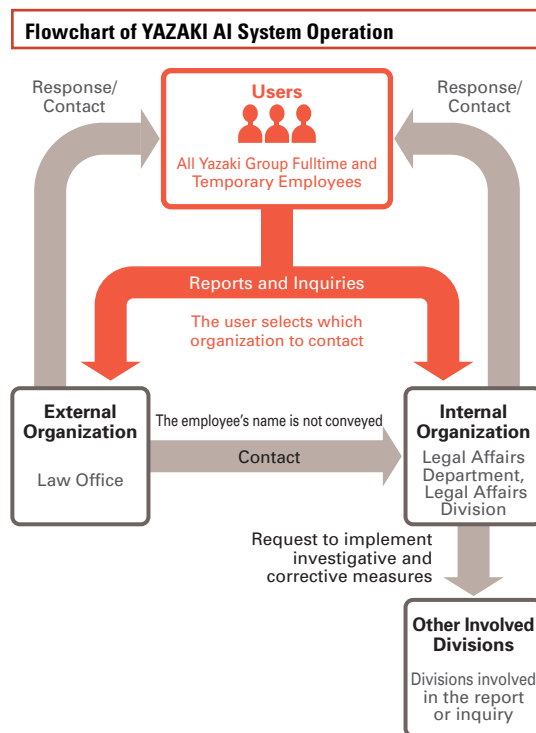 Flowchart of YAZAKI AI System Operation
Response/
Contact
Users
All Yazaki Group Fulltime and
Temporary Employees
Response/
Contact
Reports and Inquiries
The user selects which
organization to contact
External
Organization
Law Office
The employee's name is not conveyed
Contact
Internal
Organization
Legal Affairs
Department,
Legal Affairs
Division
Request to implement
investigative and
corrective measures
Other Involved
Divisions
Divisions involved
in the report
or inquiry